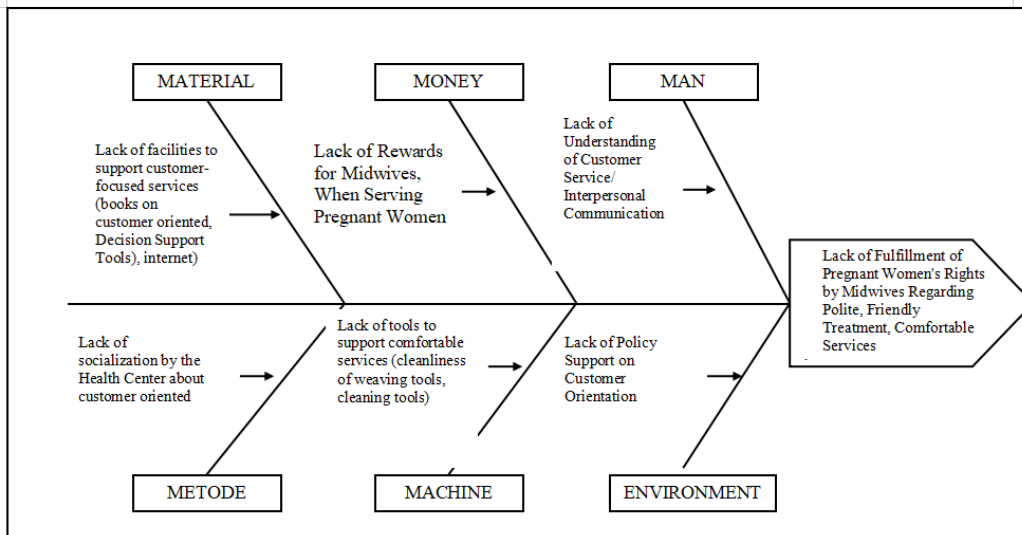 MATERIAL
MONEY
MAN
Lack of facilities to
support customer-
focused services
(books on
customer oriented,
Decision Support
Tools), internet)
Lack of Rewards
for Midwives,
When Serving
Pregnant Women
Lack of
Understanding
of Customer
Service/
Interpersonal
Communication
Lack of Fulfillment of
Pregnant Women's Rights
by Midwives Regarding
Polite, Friendly
Treatment, Comfortable
Services
Lack of
socialization by the
Health Center about
customer oriented
Lack of tools to
support comfortable
services (cleanliness
of weaving tools,
cleaning tools)
Lack of Policy
Support on
Customer
Orientation
METODE
MACHINE
ENVIRONMENT